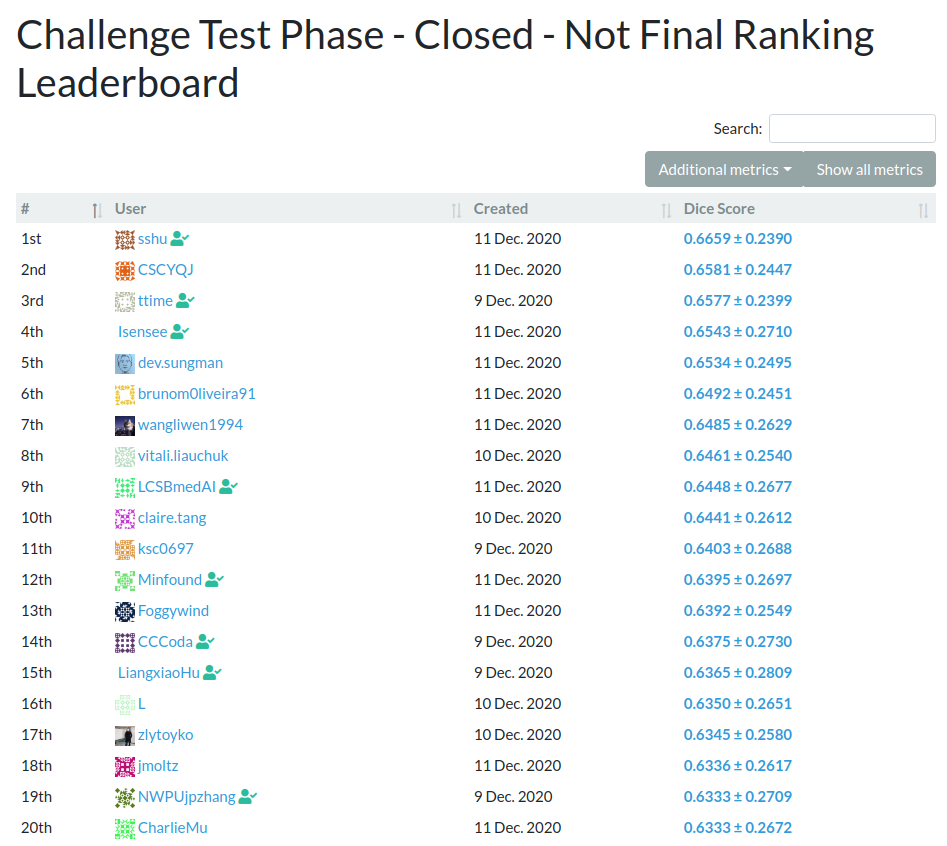 Challenge Test Phase - Closed - Not Final Ranking
Leaderboard
Search:
Additional metrics Show all metrics
# User Created Dice Score
1st sshu 11 Dec. 2020 0.6659 ± 0.2390
2nd CSCYQJ 11 Dec. 2020 0.6581 ± 0.2447
3rd ttime 9 Dec. 2020 0.6577 ± 0.2399
4th Isensee 11 Dec. 2020 0.6543 ± 0.2710
5th dev.sungman 11 Dec. 2020 0.6534 ± 0.2495
6th brunom0liveira91 11 Dec. 2020 0.6492 ± 0.2451
7th wangliwen1994 11 Dec. 2020 0.6485 ± 0.2629
8th vitali.liauchuk 10 Dec. 2020 0.6461 ± 0.2540
9th LCSBmedAI 11 Dec. 2020 0.6448 ± 0.2677
10th claire.tang 10 Dec. 2020 0.6441 ± 0.2612
11th ksc0697 9 Dec. 2020 0.6403 ± 0.2688
12th Minfound 11 Dec. 2020 0.6395 ± 0.2697
13th Foggywind 11 Dec. 2020 0.6392 ± 0.2549
14th CCCoda 9 Dec. 2020 0.6375 ± 0.2730
15th LiangxiaoHu 9 Dec. 2020 0.6365 ± 0.2809
16th L 10 Dec. 2020 0.6350 ± 0.2651
17th zlytoyko 10 Dec. 2020 0.6345 ± 0.2580
18th jmoltz 11 Dec. 2020 0.6336 ± 0.2617
19th NWPUjpzhang 9 Dec. 2020 0.6333 ± 0.2709
20th CharlieMu 11 Dec. 2020 0.6333 ± 0.2672